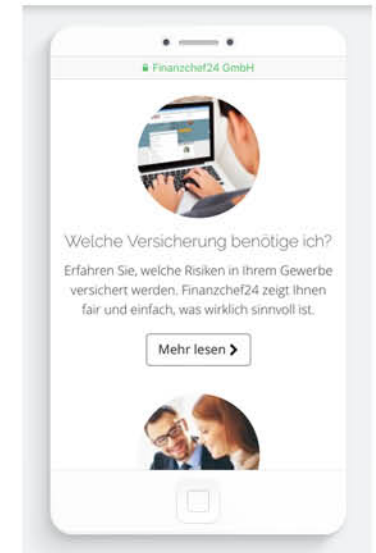 Finanzchef24 GmbH
Welche Versicherung benötige ich?
Erfahren Sie, welche Risiken in Ihrem Gewerbe
versichert werden. Finanzchef24 zeigt Ihnen
fair und einfach, was wirklich sinnvoll ist.
Mehr lesen